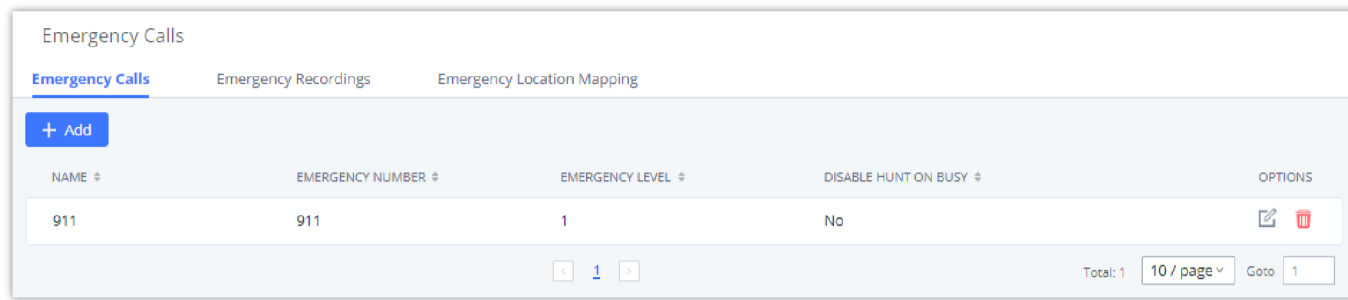 Emergency Calls
Emergency Calls Emergency Recordings Emergency Location Mapping
+ Add
NAME EMERGENCY NUMBER EMERGENCY LEVEL DISABLE HUNT ON BUSY OPTIONS
911 911 1 No
< 1 > Total: 1 10 / page Goto 1